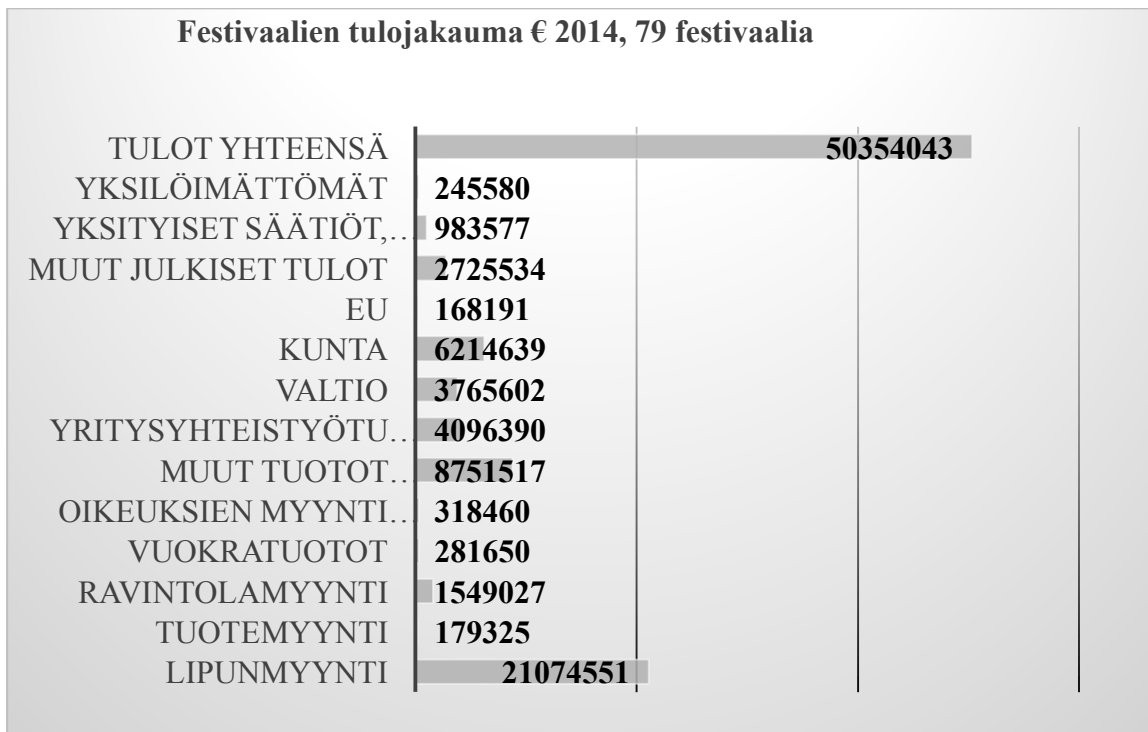 Festivaalien tulojakauma € 2014, 79 festivaalia
TULOT YHTEENSÄ 50354043
YKSILÖIMÄTTÖMÄT 245580
YKSITYISET SÄÄTIÖT,… 983577
MUUT JULKISET TULOT 2725534
EU 168191
KUNTA 6214639
VALTIO 3765602
YRITYSYHTEISTYÖTU… 4096390
MUUT TUOTOT… 8751517
OIKEUKSIEN MYYNTI… 318460
VUOKRATUOTOT 281650
RAVINTOLAMYYNTI 1549027
TUOTEMYYNTI 179325
LIPUNMYYNTI 21074551